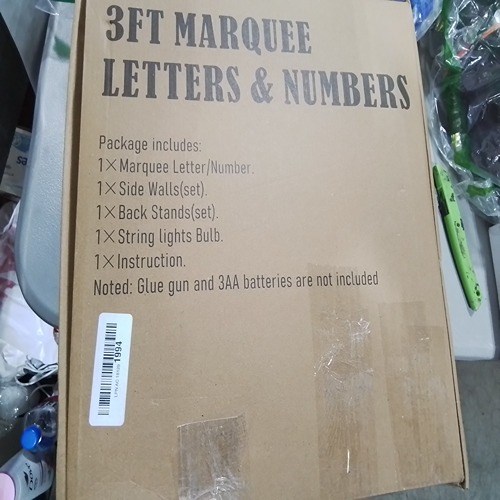 3FT MARQUEE
LETTERS & NUMBERS
Package includes:
1×Marquee Letter/Number.
1×Side Walls(set).
1×Back Stands(set).
1×String lights Bulb.
1×Instruction.
Noted: Glue gun and 3AA batteries are not included
1994